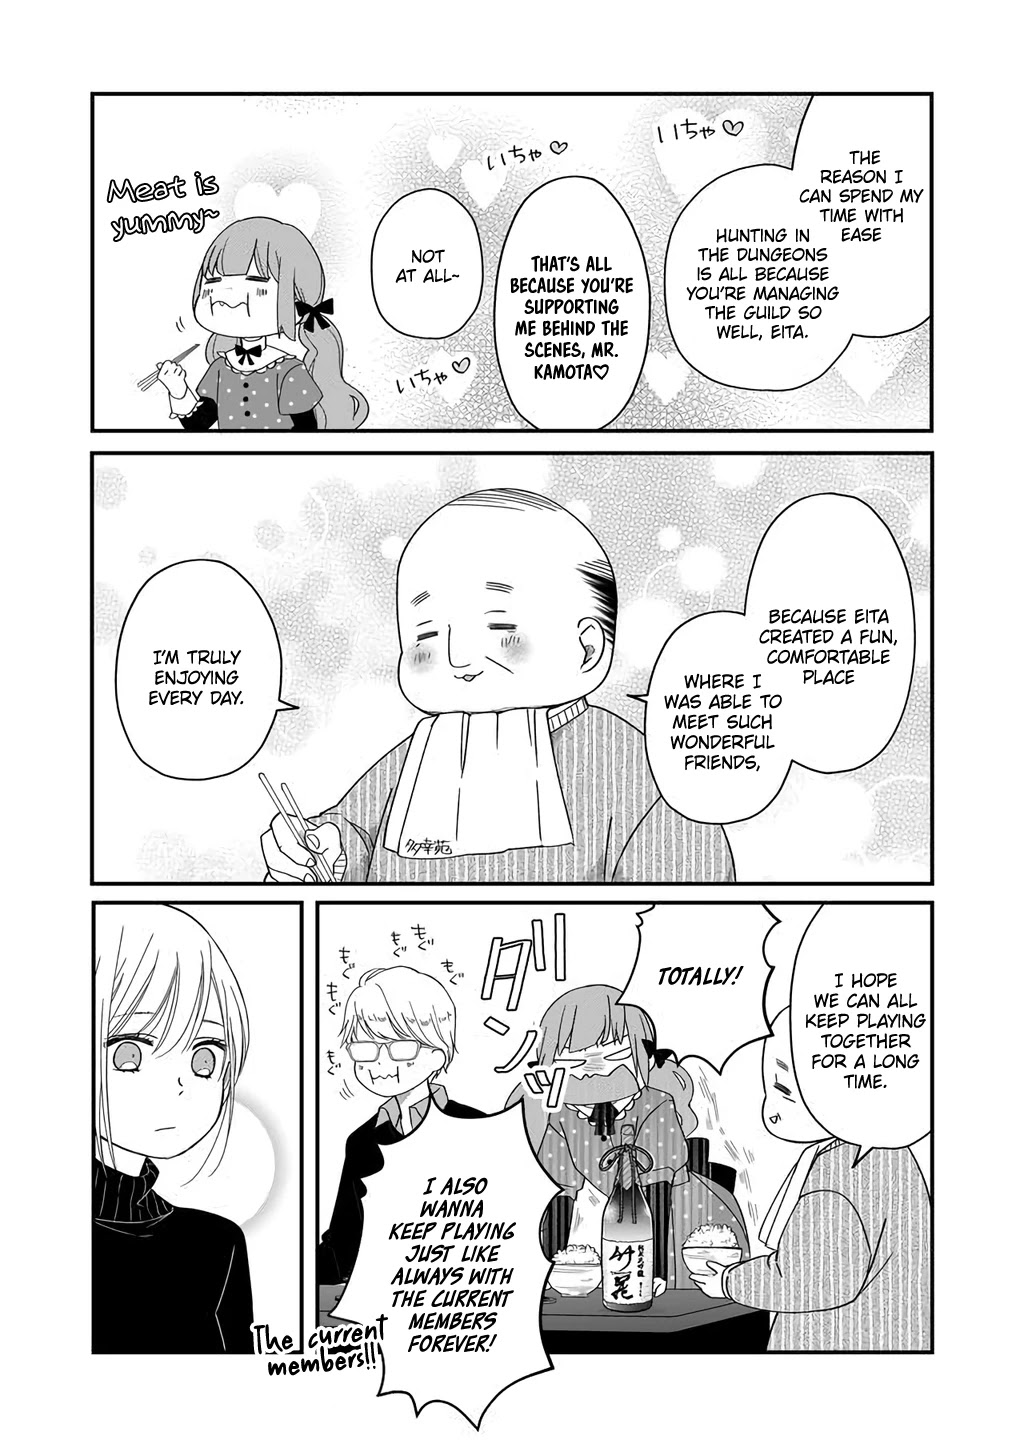 THE
REASON I
CAN SPEND MY
TIME WITH
EASE
HUNTING IN
THE DUNGEONS
IS ALL BECAUSE
YOU'RE MANAGING
THE GUILD SO
WELL, EITA.
いちゃ♡
いちゃ♡
THAT'S ALL
BECAUSE YOU'RE
SUPPORTING
ME BEHIND THE
SCENES, MR.
KAMOTA♡
NOT
AT ALL~
いちゃ♡
Meat is
yummy~
BECAUSE EITA
CREATED A FUN,
COMFORTABLE
PLACE
WHERE I
WAS ABLE TO
MEET SUCH
WONDERFUL
FRIENDS,
多幸苑
I'M TRULY
ENJOYING
EVERY DAY.
I HOPE
WE CAN ALL
KEEP PLAYING
TOGETHER
FOR A LONG
TIME.
TOTALLY!
ダンッ
もぐ
もぐ
もぐ
もぐ
竹花
I ALSO
WANNA
KEEP PLAYING
JUST LIKE
ALWAYS WITH
THE CURRENT
MEMBERS
FOREVER!
The current
members!!